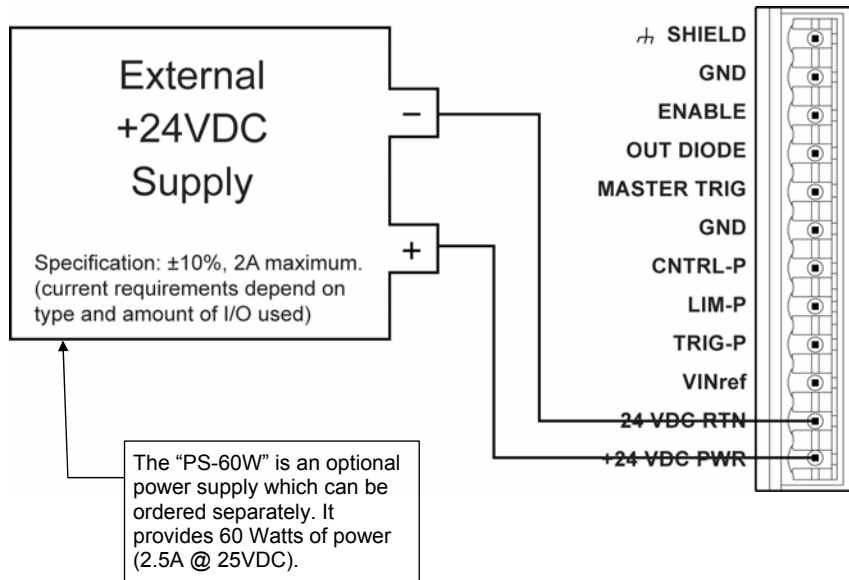 External
+24VDC
Supply
Specification: ±10%, 2A maximum.
(current requirements depend on
type and amount of I/O used)
−
+
The “PS-60W” is an optional
power supply which can be
ordered separately. It
provides 60 Watts of power
(2.5A @ 25VDC).
SHIELD
GND
ENABLE
OUT DIODE
MASTER TRIG
GND
CNTRL-P
LIM-P
TRIG-P
VINref
24 VDC RTN
+24 VDC PWR